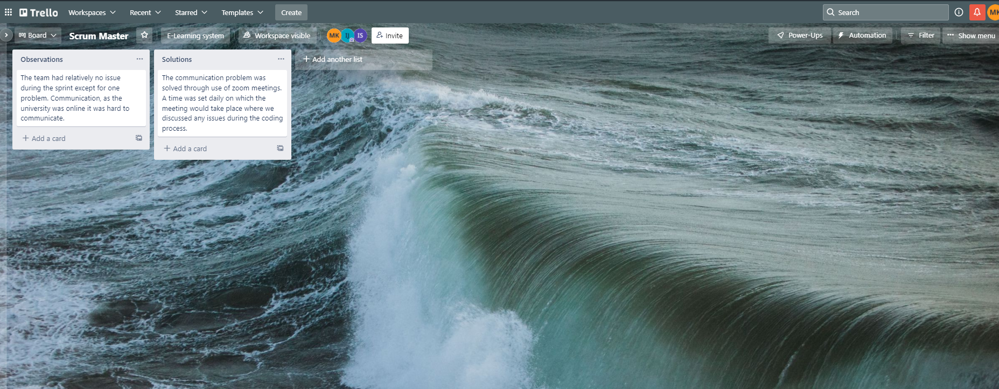 Trello
Workspaces
Recent
Starred
Templates
Create
Search
MK
Board
Scrum Master
E-Learning system
Workspace visible
MK
IJ
IS
Invite
Power-Ups
Automation
Filter
Show menu
Observations
The team had relatively no issue
during the sprint except for one
problem. Communication, as the
university was online it was hard to
communicate.
Add a card
Solutions
The communication problem was
solved through use of zoom meetings.
A time was set daily on which the
meeting would take place where we
discussed any issues during the coding
process.
Add a card
Add another list